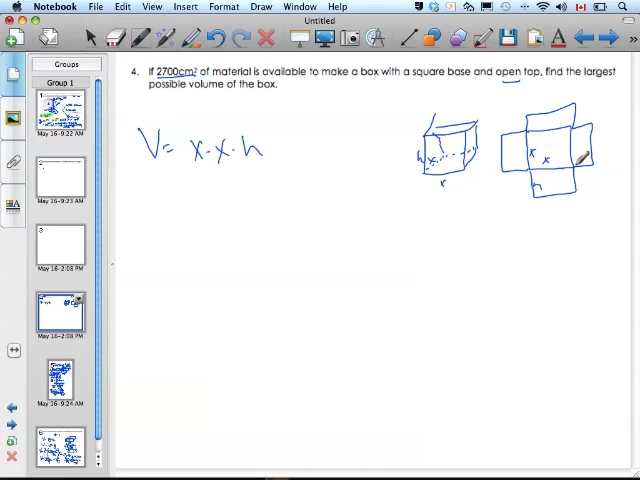 Notebook File Edit View Insert Format Draw Window Help
Untitled
Groups
Group 1
1
May 16–9:22 AM
2
May 16–9:23 AM
3
May 16–2:08 PM
May 16–2:08 PM
May 16–9:24 AM
6
4. If 2700cm² of material is available to make a box with a square base and open top, find the largest
possible volume of the box.
V= x·x·h
h x x
x x h